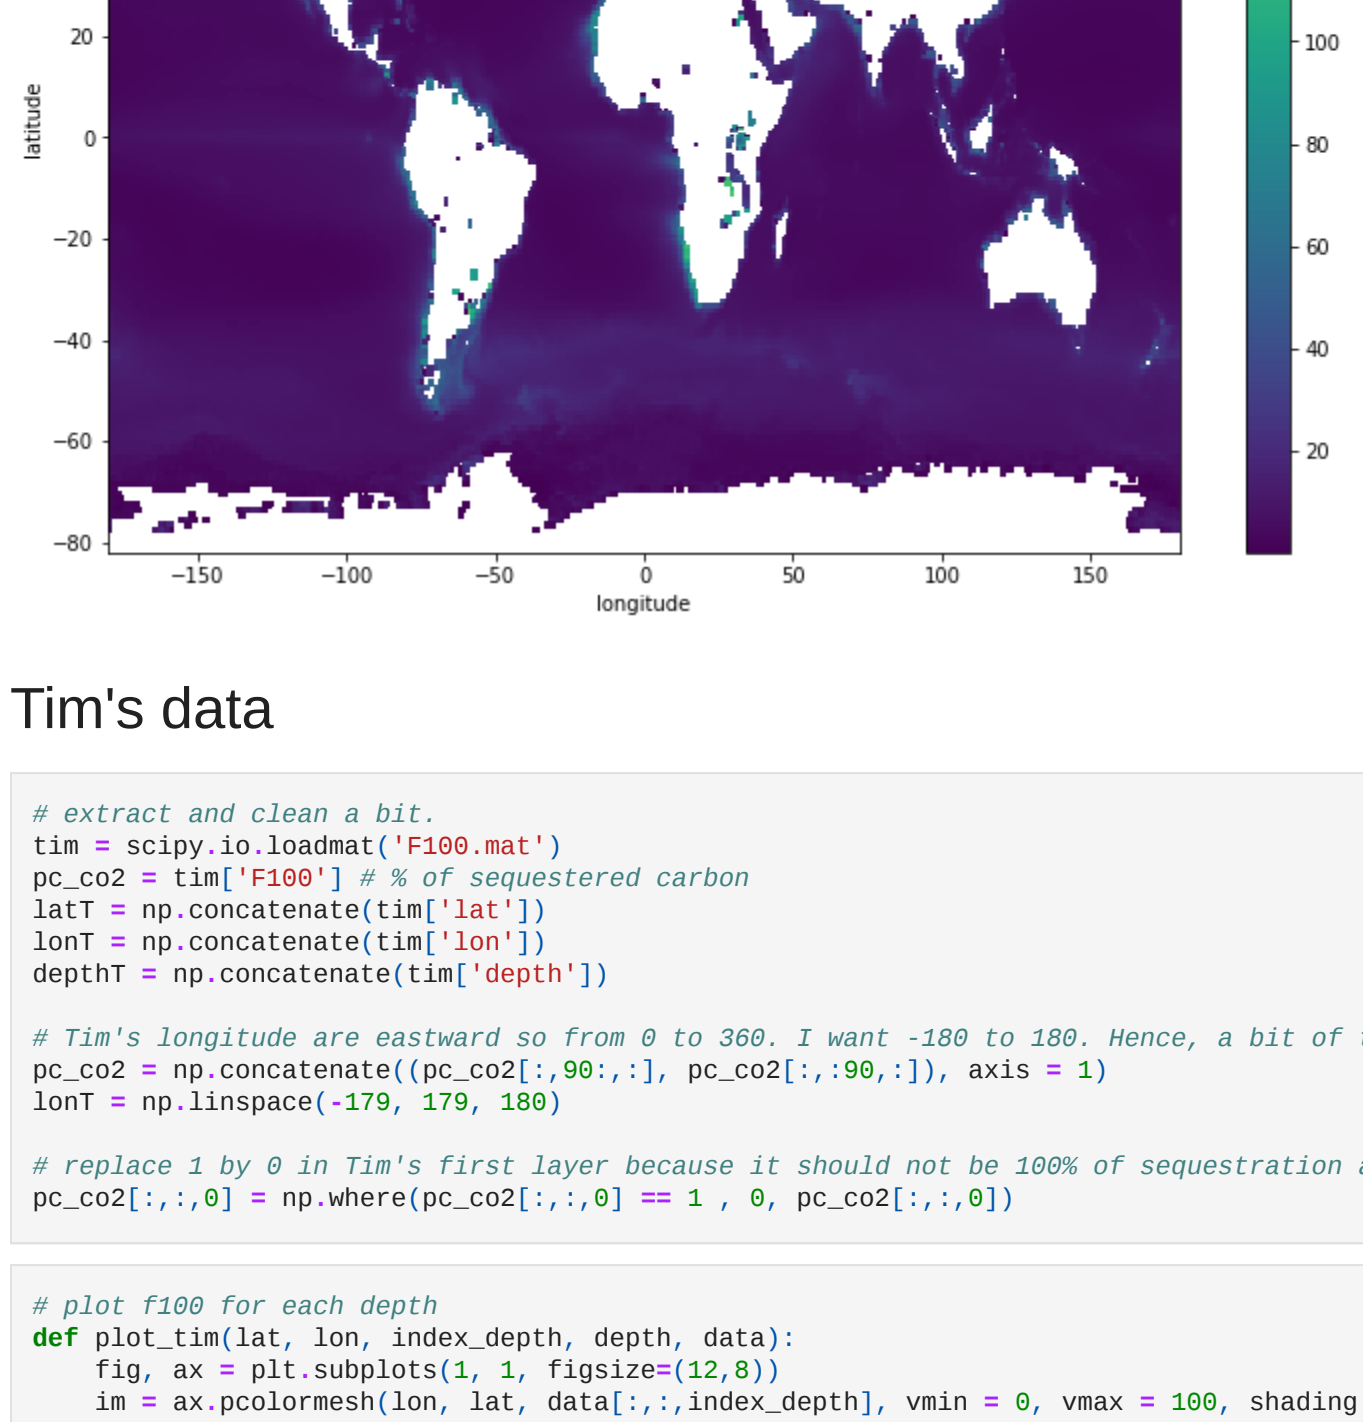 20
0
−20
−40
−60
−80
latitude
−150 −100 −50 0 50 100 150
longitude
100
80
60
40
20
Tim's data
# extract and clean a bit.
tim = scipy.io.loadmat('F100.mat')
pc_co2 = tim['F100'] # % of sequestered carbon
latT = np.concatenate(tim['lat'])
lonT = np.concatenate(tim['lon'])
depthT = np.concatenate(tim['depth'])
# Tim's longitude are eastward so from 0 to 360. I want -180 to 180. Hence, a bit of
pc_co2 = np.concatenate((pc_co2[:,90:,:], pc_co2[:,:90,:]), axis = 1)
lonT = np.linspace(-179, 179, 180)
# replace 1 by 0 in Tim's first layer because it should not be 100% of sequestration
pc_co2[:,:,0] = np.where(pc_co2[:,:,0] == 1 , 0, pc_co2[:,:,0])
# plot f100 for each depth
def plot_tim(lat, lon, index_depth, depth, data):
    fig, ax = plt.subplots(1, 1, figsize=(12,8))
    im = ax.pcolormesh(lon, lat, data[:,:,index_depth], vmin = 0, vmax = 100, shading